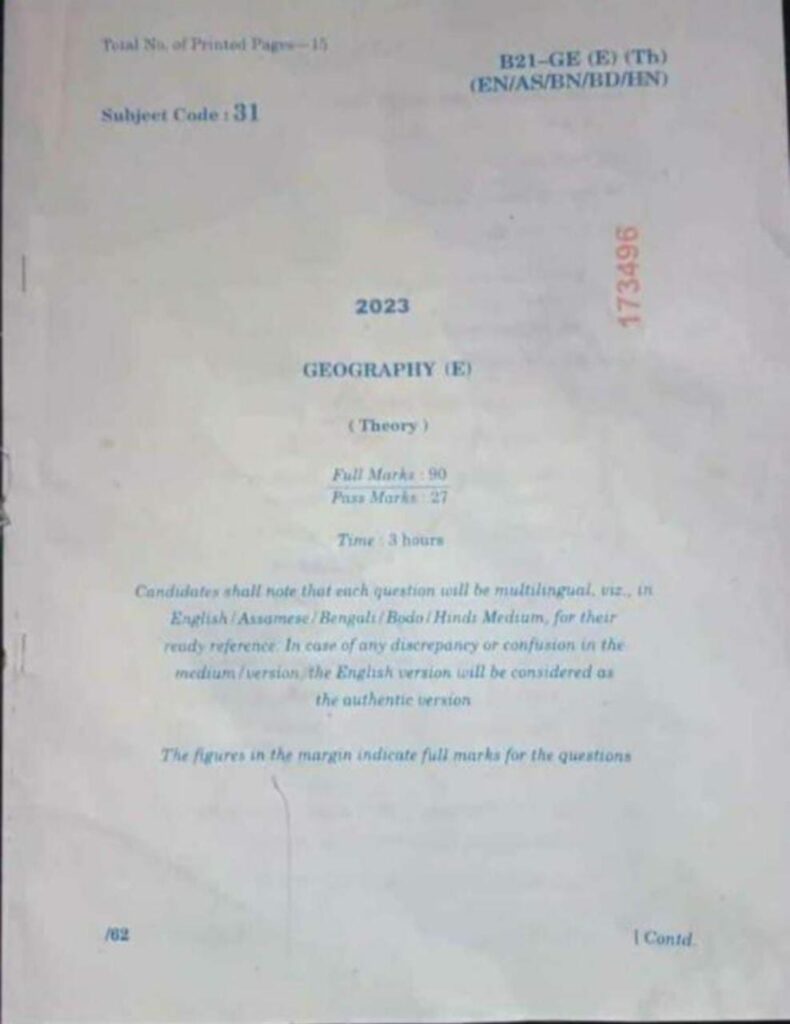 Total No. of Printed Pages—15
B21-GE (E) (Th)
(EN/AS/BN/BD/HN)
Subject Code : 31
173496
2023
GEOGRAPHY (E)
( Theory )
Full Marks : 90
Pass Marks : 27
Time : 3 hours
Candidates shall note that each question will be multilingual, viz., in
English / Assamese / Bengali / Bodo / Hindi Medium, for their
ready reference. In case of any discrepancy or confusion in the
medium / version, the English version will be considered as
the authentic version
The figures in the margin indicate full marks for the questions
/62
[ Contd.